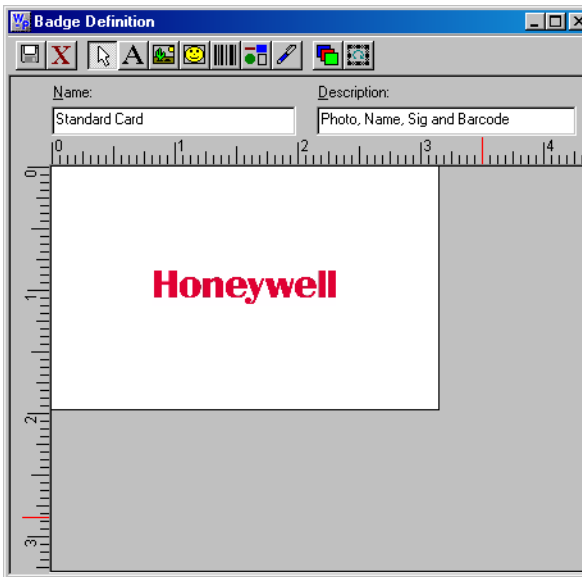 WP Badge Definition
X A
Name: Description:
Standard Card Photo, Name, Sig and Barcode
0 1 2 3 4
0
Honeywell
1
2
3